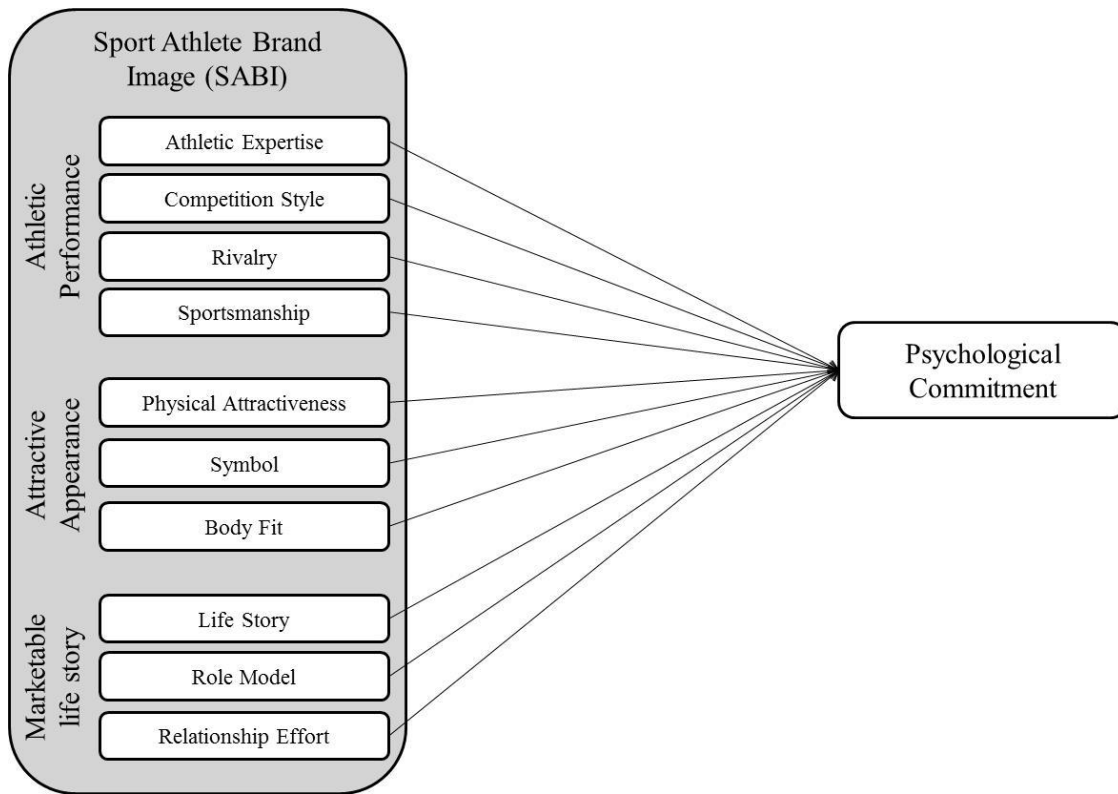 Sport Athlete Brand
Image (SABI)
Athletic
Performance
Athletic Expertise
Competition Style
Rivalry
Sportsmanship
Attractive
Appearance
Physical Attractiveness
Symbol
Body Fit
Marketable
life story
Life Story
Role Model
Relationship Effort
Psychological
Commitment